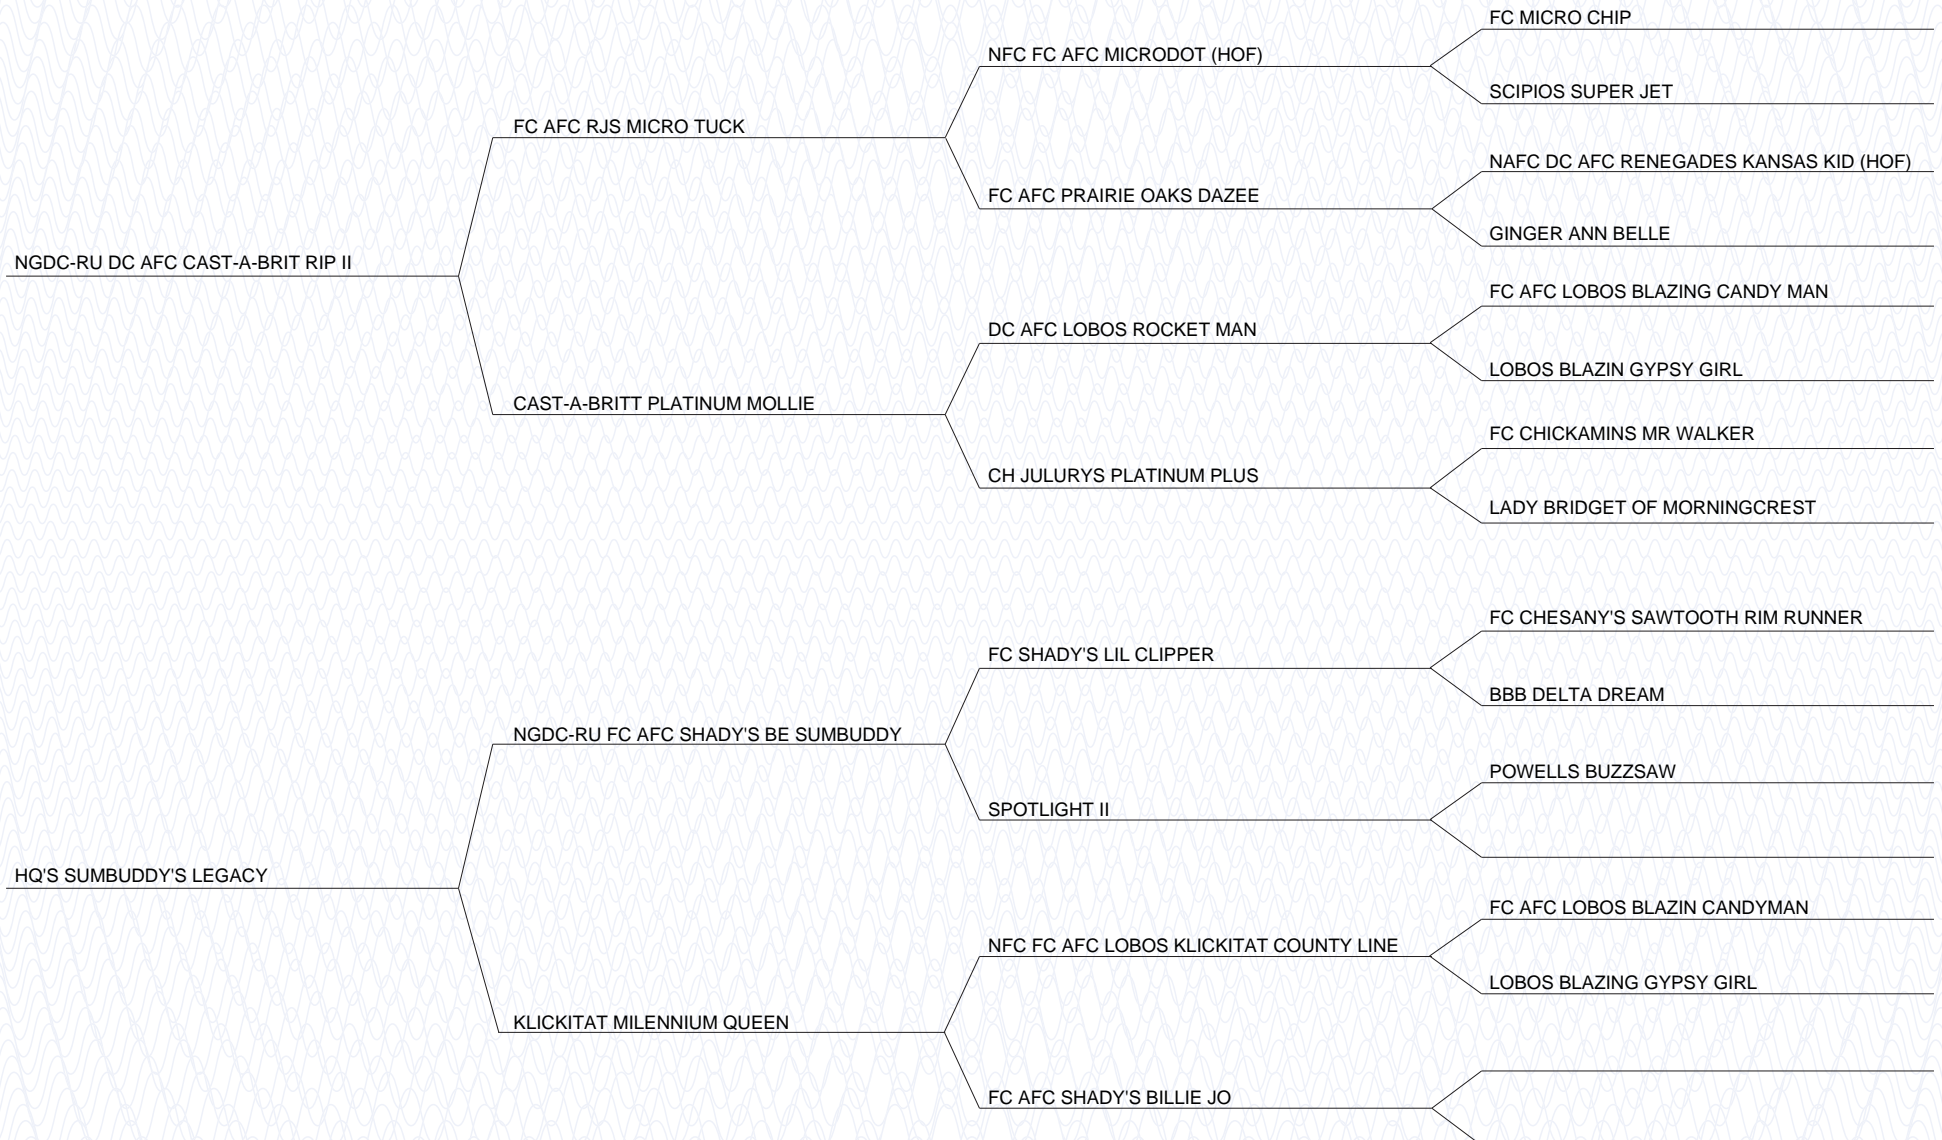 FC MICRO CHIP
NFC FC AFC MICRODOT (HOF)
SCIPIOS SUPER JET
FC AFC RJS MICRO TUCK
NAFC DC AFC RENEGADES KANSAS KID (HOF)
FC AFC PRAIRIE OAKS DAZEE
GINGER ANN BELLE
NGDC-RU DC AFC CAST-A-BRIT RIP II
FC AFC LOBOS BLAZING CANDY MAN
DC AFC LOBOS ROCKET MAN
LOBOS BLAZIN GYPSY GIRL
CAST-A-BRITT PLATINUM MOLLIE
FC CHICKAMINS MR WALKER
CH JULURYS PLATINUM PLUS
LADY BRIDGET OF MORNINGCREST
FC CHESANY'S SAWTOOTH RIM RUNNER
FC SHADY'S LIL CLIPPER
BBB DELTA DREAM
NGDC-RU FC AFC SHADY'S BE SUMBUDDY
POWELLS BUZZSAW
SPOTLIGHT II
HQ'S SUMBUDDY'S LEGACY
FC AFC LOBOS BLAZIN CANDYMAN
NFC FC AFC LOBOS KLICKITAT COUNTY LINE
LOBOS BLAZING GYPSY GIRL
KLICKITAT MILENNIUM QUEEN
FC AFC SHADY'S BILLIE JO